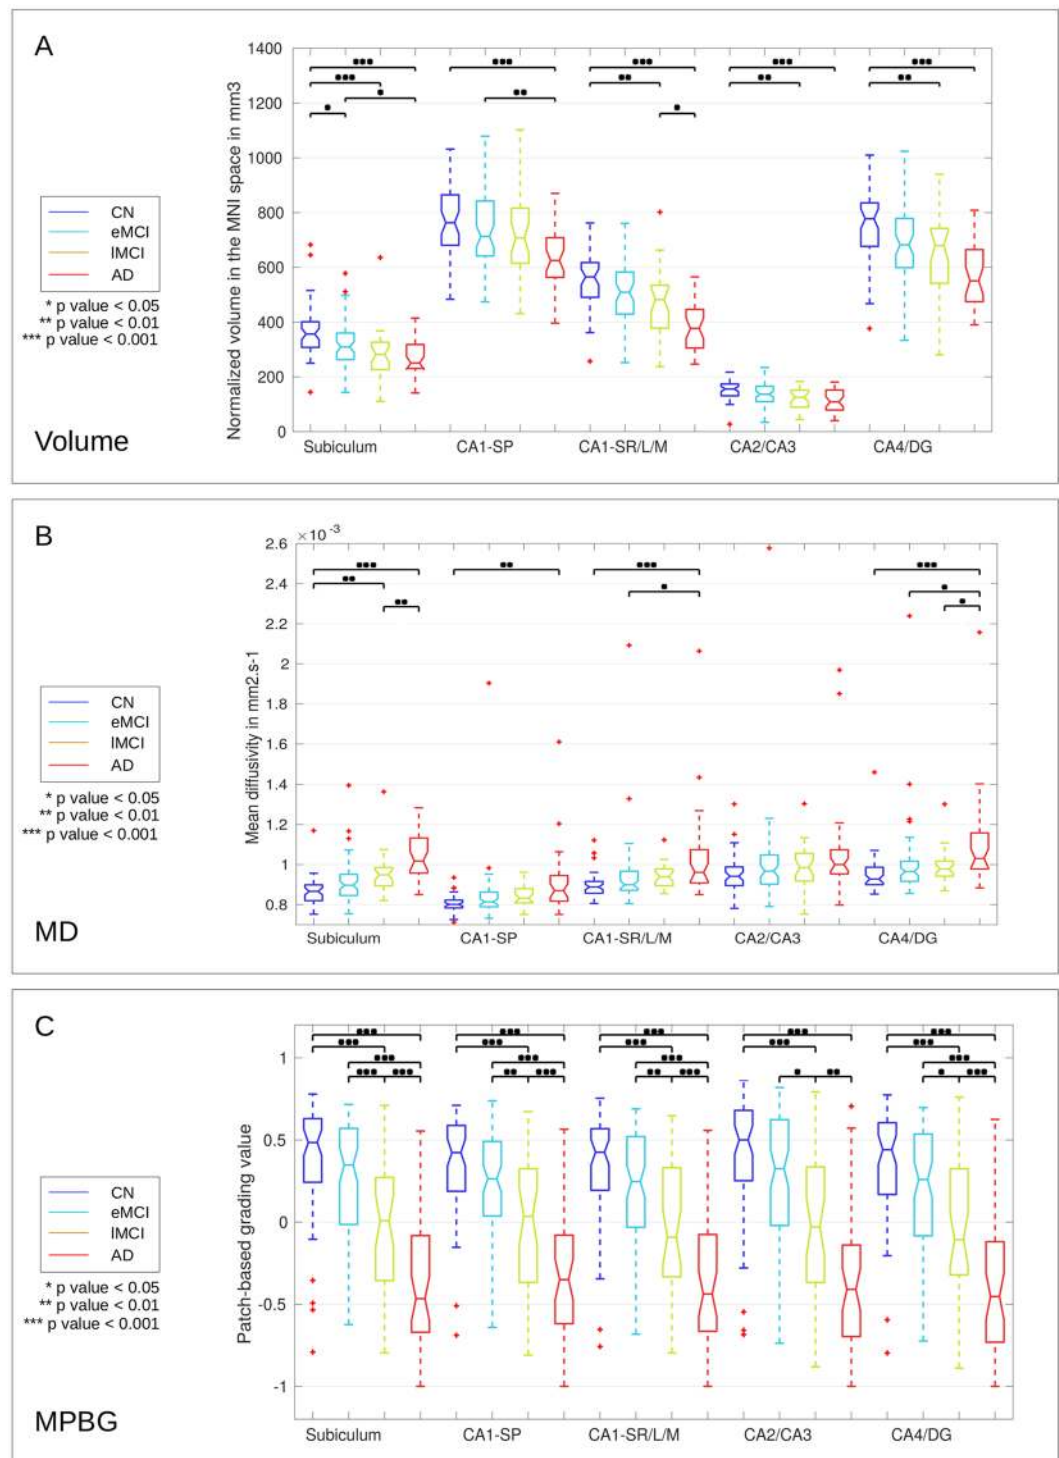 A
Normalized volume in the MNI space in mm3
1400
1200
1000
800
600
400
200
0
*** *** * *
*** **
*** ** *
*** **
*** **
CN
eMCI
lMCI
AD
* p value < 0.05
** p value < 0.01
*** p value < 0.001
Volume
Subiculum CA1-SP CA1-SR/L/M CA2/CA3 CA4/DG
B
×10 -3
Mean diffusivity in mm2.s-1
2.6
2.4
2.2
2
1.8
1.6
1.4
1.2
1
0.8
*** ** **
**
*** *
*** * *
CN
eMCI
lMCI
AD
* p value < 0.05
** p value < 0.01
*** p value < 0.001
MD
Subiculum CA1-SP CA1-SR/L/M CA2/CA3 CA4/DG
C
Patch-based grading value
1
0.5
0
-0.5
-1
*** *** *** *** ***
*** *** *** ** ***
*** *** *** ** ***
*** *** * **
*** *** *** * ***
CN
eMCI
lMCI
AD
* p value < 0.05
** p value < 0.01
*** p value < 0.001
MPBG
Subiculum CA1-SP CA1-SR/L/M CA2/CA3 CA4/DG